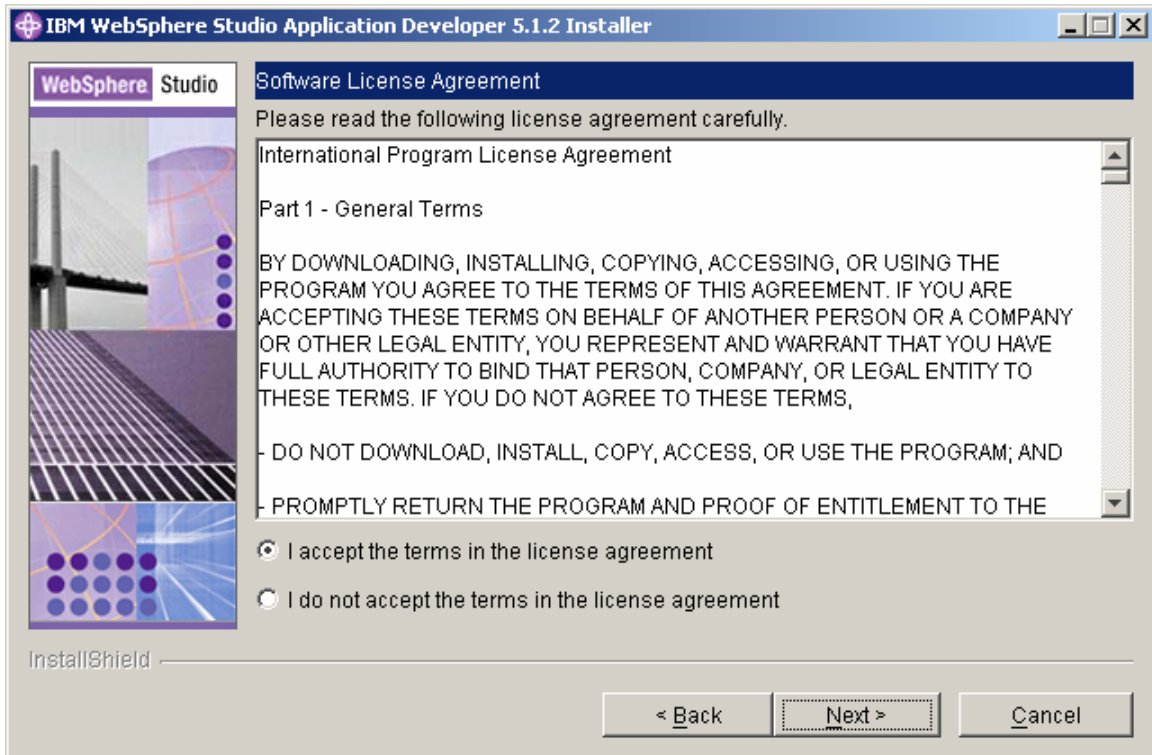 IBM WebSphere Studio Application Developer 5.1.2 Installer
WebSphere Studio
Software License Agreement
Please read the following license agreement carefully.
International Program License Agreement
Part 1 - General Terms
BY DOWNLOADING, INSTALLING, COPYING, ACCESSING, OR USING THE
PROGRAM YOU AGREE TO THE TERMS OF THIS AGREEMENT. IF YOU ARE
ACCEPTING THESE TERMS ON BEHALF OF ANOTHER PERSON OR A COMPANY
OR OTHER LEGAL ENTITY, YOU REPRESENT AND WARRANT THAT YOU HAVE
FULL AUTHORITY TO BIND THAT PERSON, COMPANY, OR LEGAL ENTITY TO
THESE TERMS. IF YOU DO NOT AGREE TO THESE TERMS,
- DO NOT DOWNLOAD, INSTALL, COPY, ACCESS, OR USE THE PROGRAM; AND
- PROMPTLY RETURN THE PROGRAM AND PROOF OF ENTITLEMENT TO THE
I accept the terms in the license agreement
I do not accept the terms in the license agreement
InstallShield
< Back
Next >
Cancel